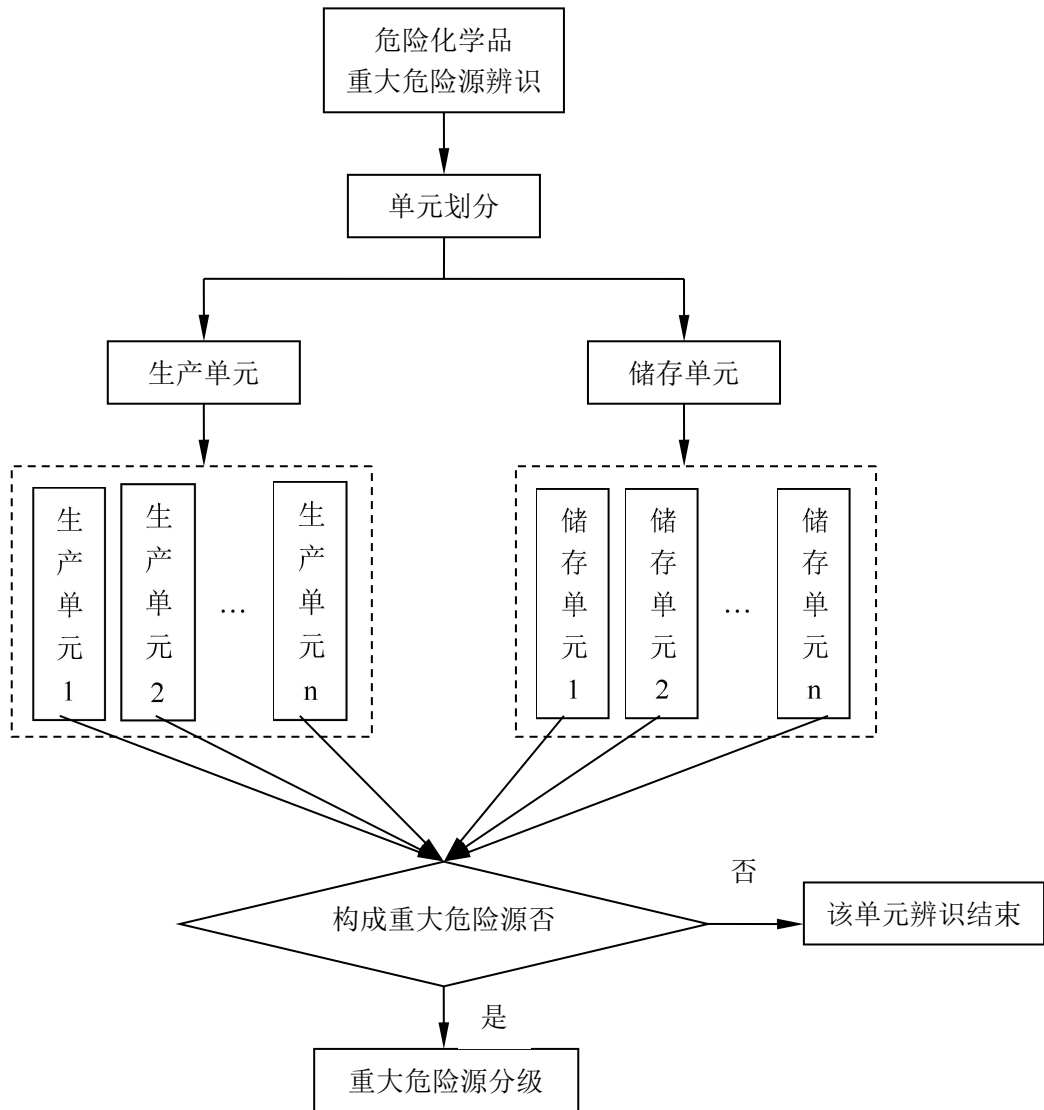 危险化学品
重大危险源辨识
单元划分
生产单元
储存单元
生产单元1
生产单元2
…
生产单元n
储存单元1
储存单元2
…
储存单元n
构成重大危险源否
否
该单元辨识结束
是
重大危险源分级